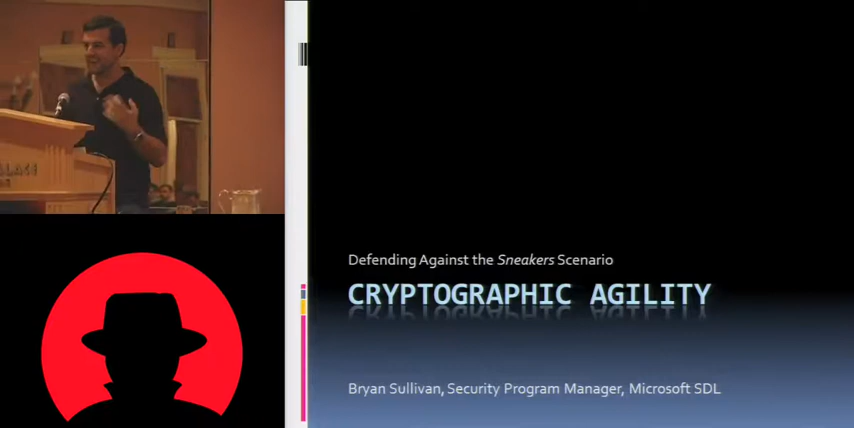 Defending Against the Sneakers Scenario
CRYPTOGRAPHIC AGILITY
Bryan Sullivan, Security Program Manager, Microsoft SDL